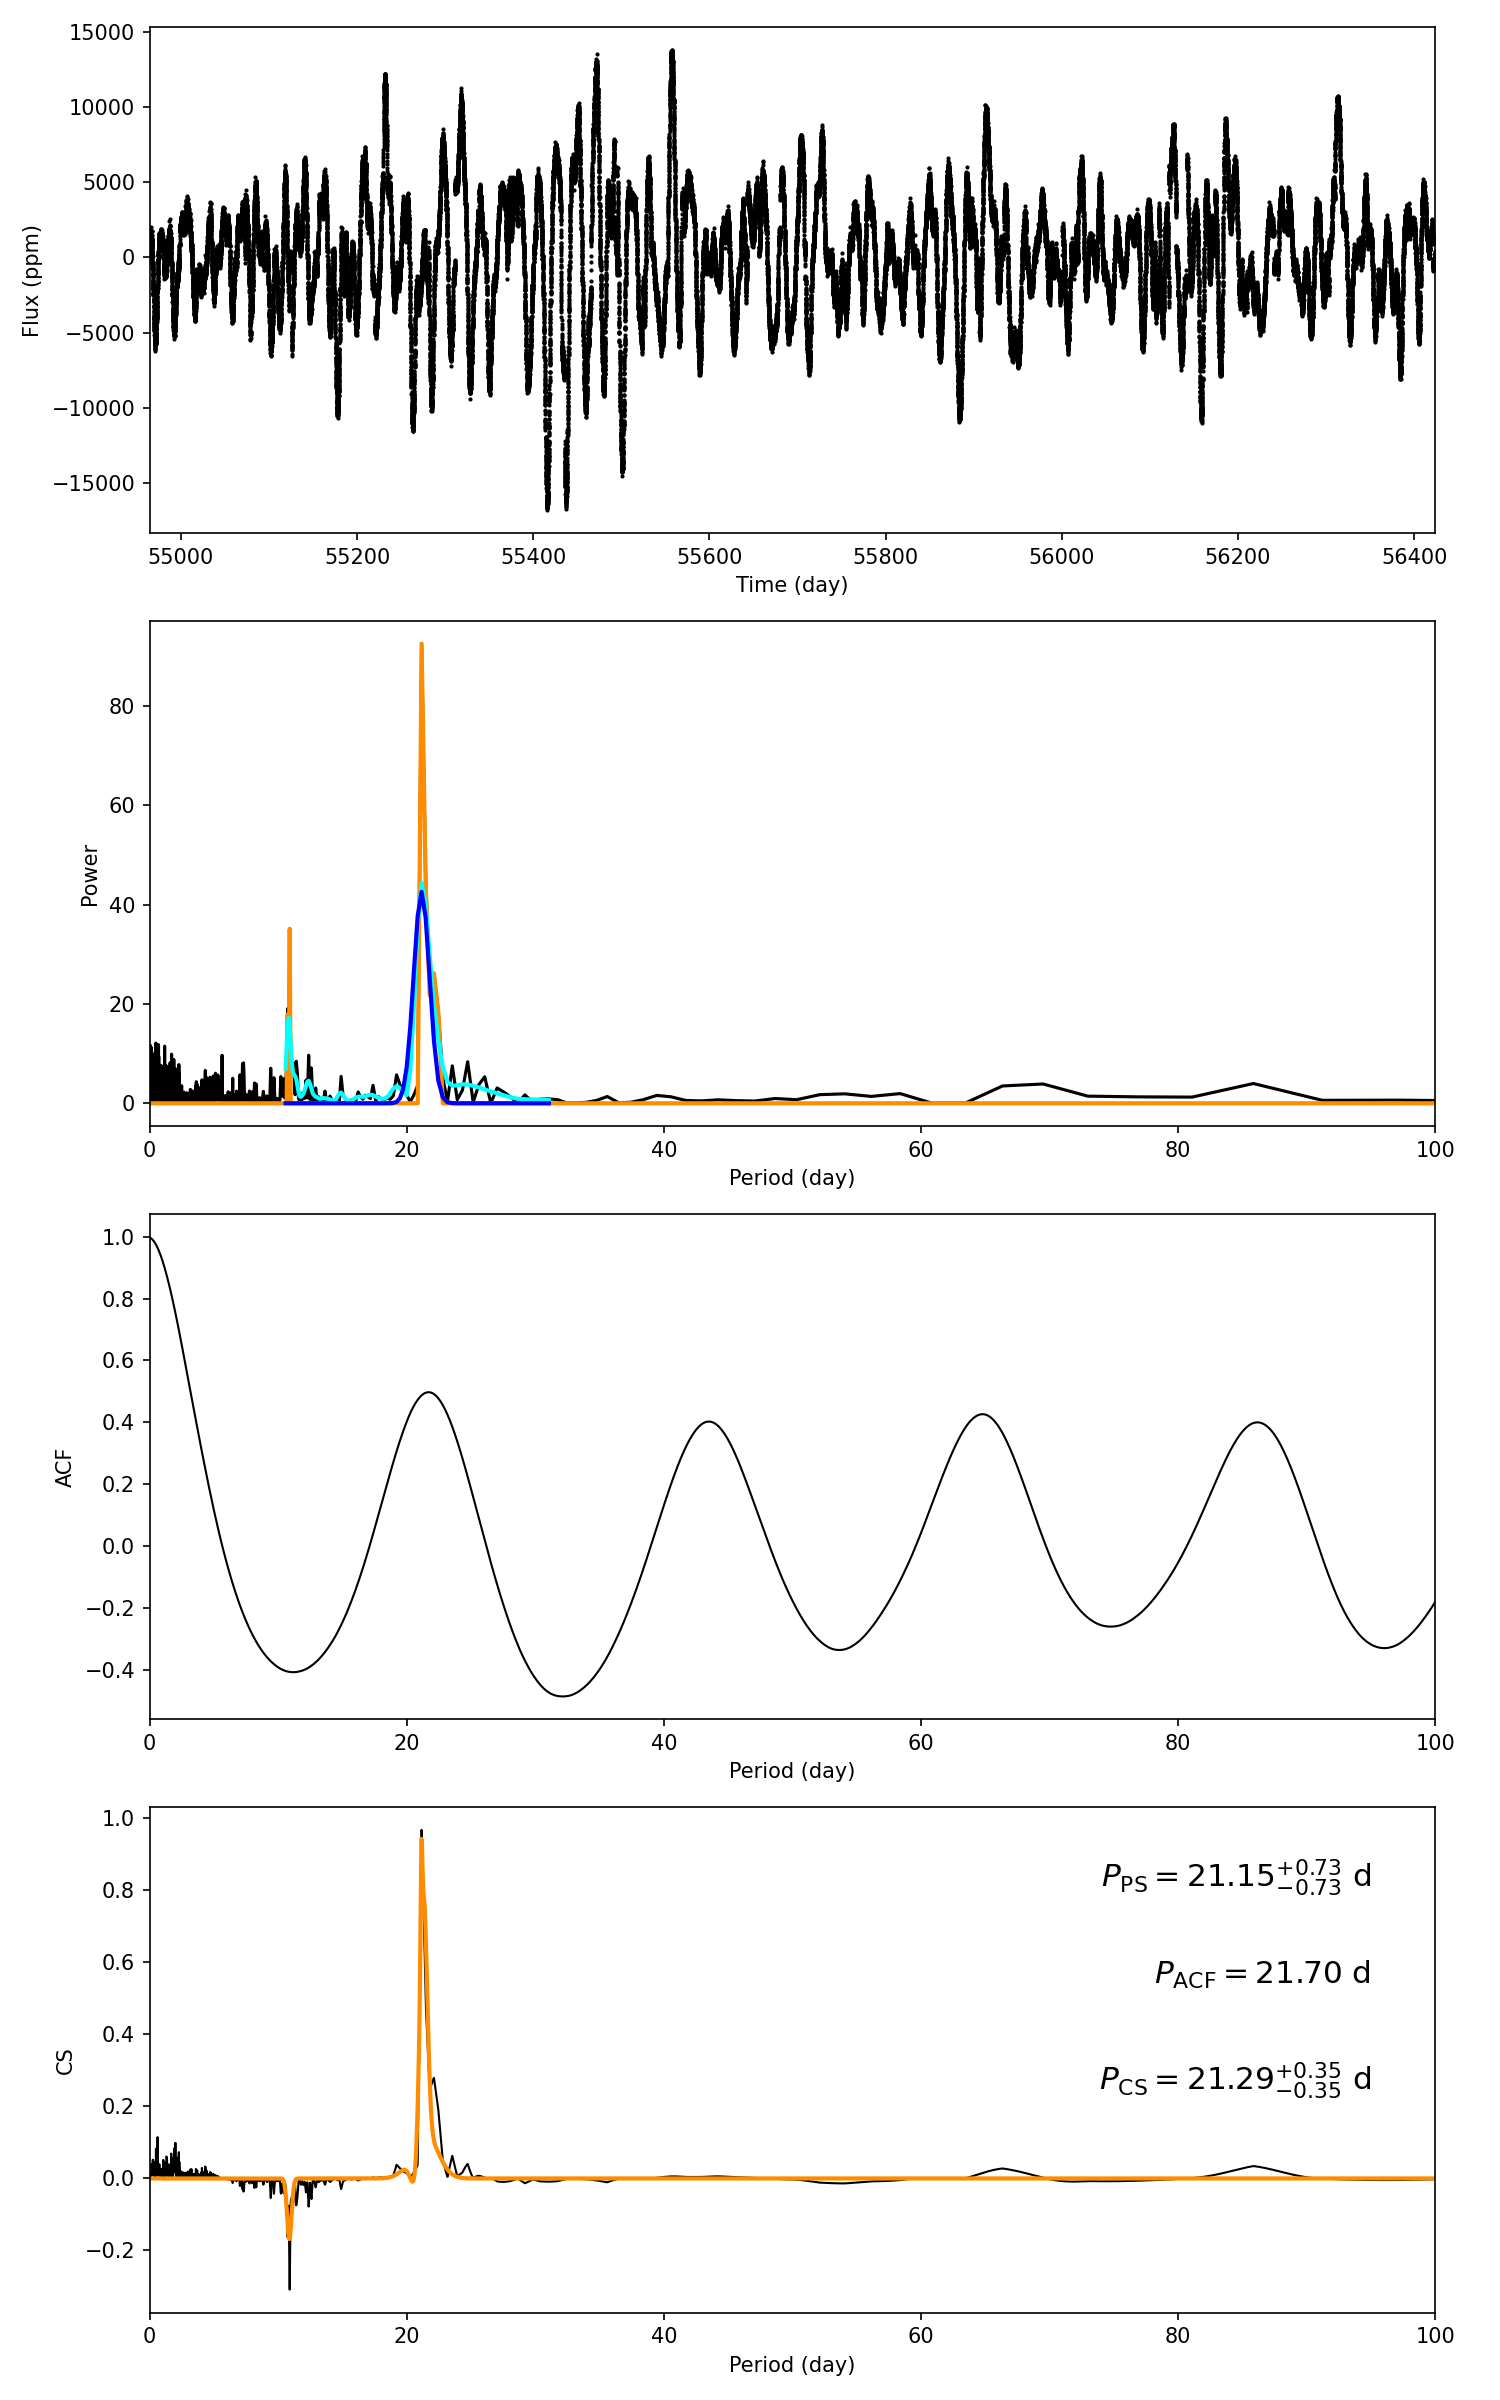 15000
10000
5000
0
−5000
−10000
−15000
Flux (ppm)
55000 55200 55400 55600 55800 56000 56200 56400
Time (day)
80
60
40
20
0
Power
0 20 40 60 80 100
Period (day)
1.0
0.8
0.6
0.4
0.2
0.0
−0.2
−0.4
ACF
0 20 40 60 80 100
Period (day)
1.0
0.8
0.6
0.4
0.2
0.0
−0.2
CS
P_PS = 21.15^{+0.73}_{−0.73} d
P_ACF = 21.70 d
P_CS = 21.29^{+0.35}_{−0.35} d
0 20 40 60 80 100
Period (day)